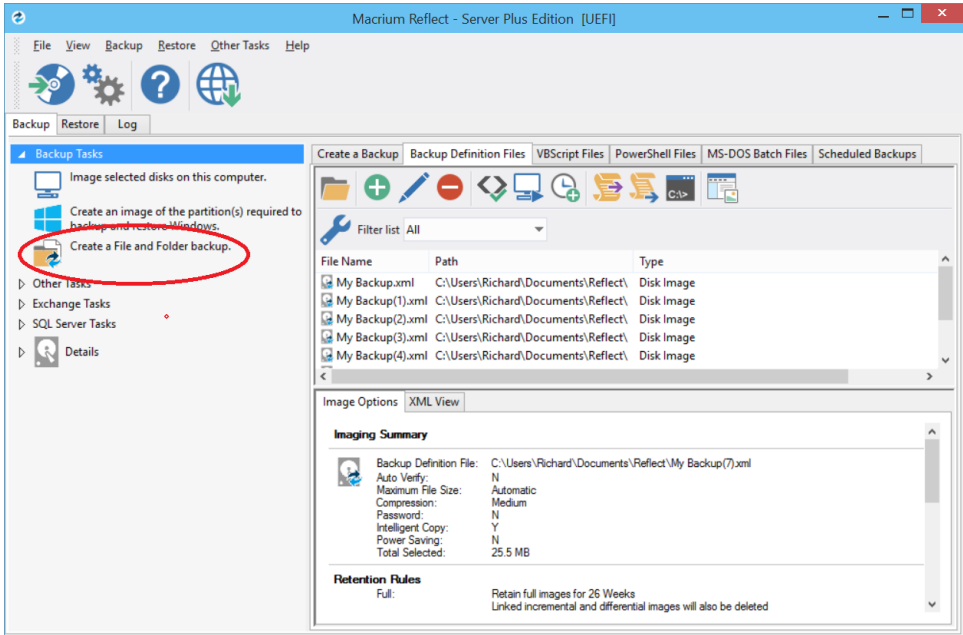 Macrium Reflect - Server Plus Edition [UEFI]
File View Backup Restore Other Tasks Help
Backup Restore Log
Backup Tasks
Image selected disks on this computer.
Create an image of the partition(s) required to
backup and restore Windows.
Create a File and Folder backup.
Other Tasks
Exchange Tasks
SQL Server Tasks
Details
Create a Backup Backup Definition Files VBScript Files PowerShell Files MS-DOS Batch Files Scheduled Backups
C:\>
Filter list All
File Name Path Type
My Backup.xml C:\Users\Richard\Documents\Reflect\ Disk Image
My Backup(1).xml C:\Users\Richard\Documents\Reflect\ Disk Image
My Backup(2).xml C:\Users\Richard\Documents\Reflect\ Disk Image
My Backup(3).xml C:\Users\Richard\Documents\Reflect\ Disk Image
My Backup(4).xml C:\Users\Richard\Documents\Reflect\ Disk Image
Image Options XML View
Imaging Summary
Backup Definition File: C:\Users\Richard\Documents\Reflect\My Backup(7).xml
Auto Verify: N
Maximum File Size: Automatic
Compression: Medium
Password: N
Intelligent Copy: Y
Power Saving: N
Total Selected: 25.5 MB
Retention Rules
Full: Retain full images for 26 Weeks
Linked incremental and differential images will also be deleted